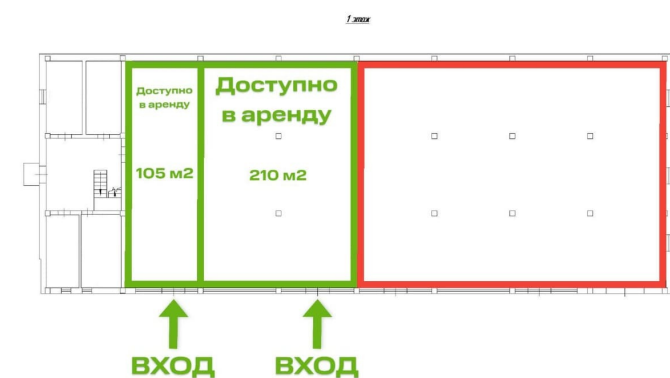 1 этаж
Доступно
в аренду
Доступно
в аренду
105 м2
210 м2
ВХОД
ВХОД